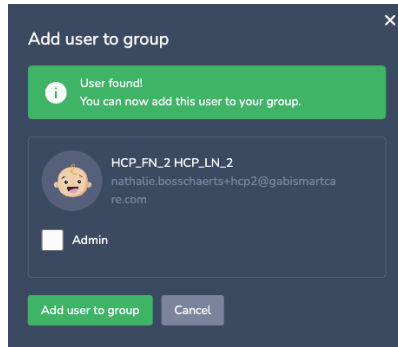 Add user to group
User found!
You can now add this user to your group.
HCP_FN_2 HCP_LN_2
nathalie.bosschaerts+hcp2@gabismartca
re.com
Admin
Add user to group
Cancel